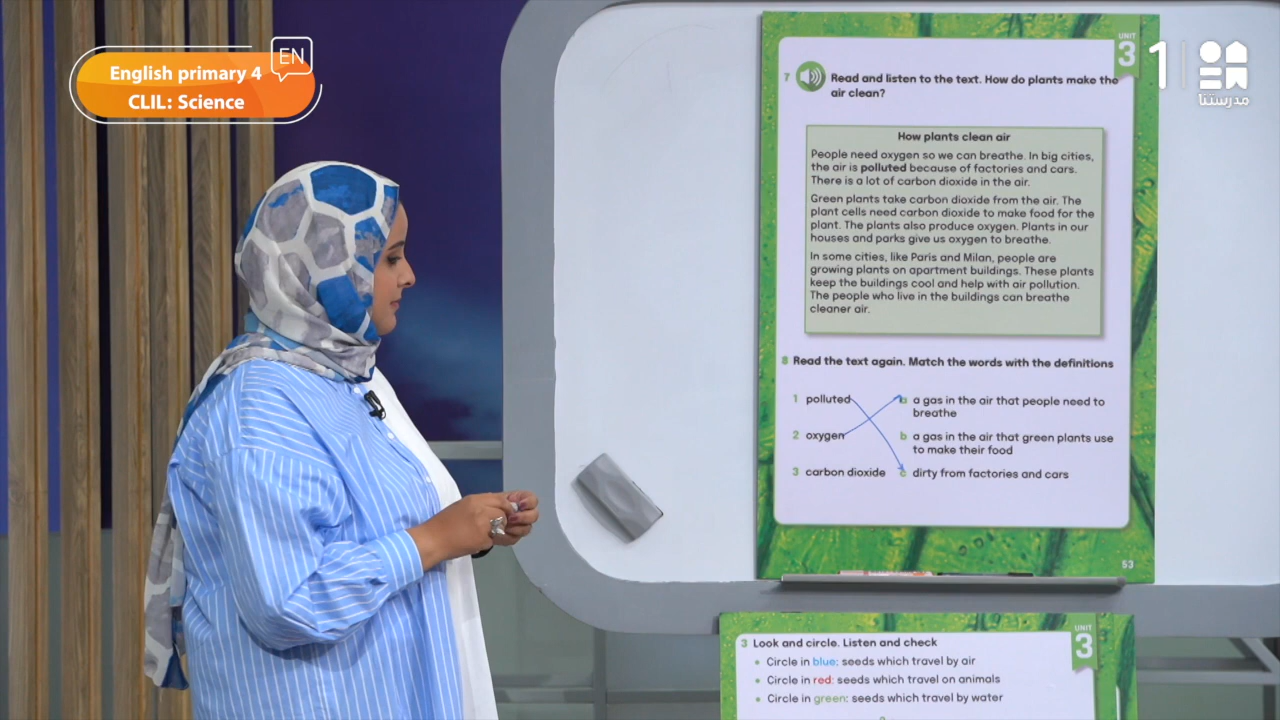 EN
English primary 4
CLIL: Science
1
مدرستنا
UNIT
3
7 Read and listen to the text. How do plants make the
air clean?
How plants clean air
People need oxygen so we can breathe. In big cities,
the air is polluted because of factories and cars.
There is a lot of carbon dioxide in the air.
Green plants take carbon dioxide from the air. The
plant cells need carbon dioxide to make food for the
plant. The plants also produce oxygen. Plants in our
houses and parks give us oxygen to breathe.
In some cities, like Paris and Milan, people are
growing plants on apartment buildings. These plants
keep the buildings cool and help with air pollution.
The people who live in the buildings can breathe
cleaner air.
8 Read the text again. Match the words with the definitions
1 polluted
a a gas in the air that people need to
breathe
2 oxygen
b a gas in the air that green plants use
to make their food
3 carbon dioxide
c dirty from factories and cars
53
UNIT
3
3 Look and circle. Listen and check
• Circle in blue: seeds which travel by air
• Circle in red: seeds which travel on animals
• Circle in green: seeds which travel by water